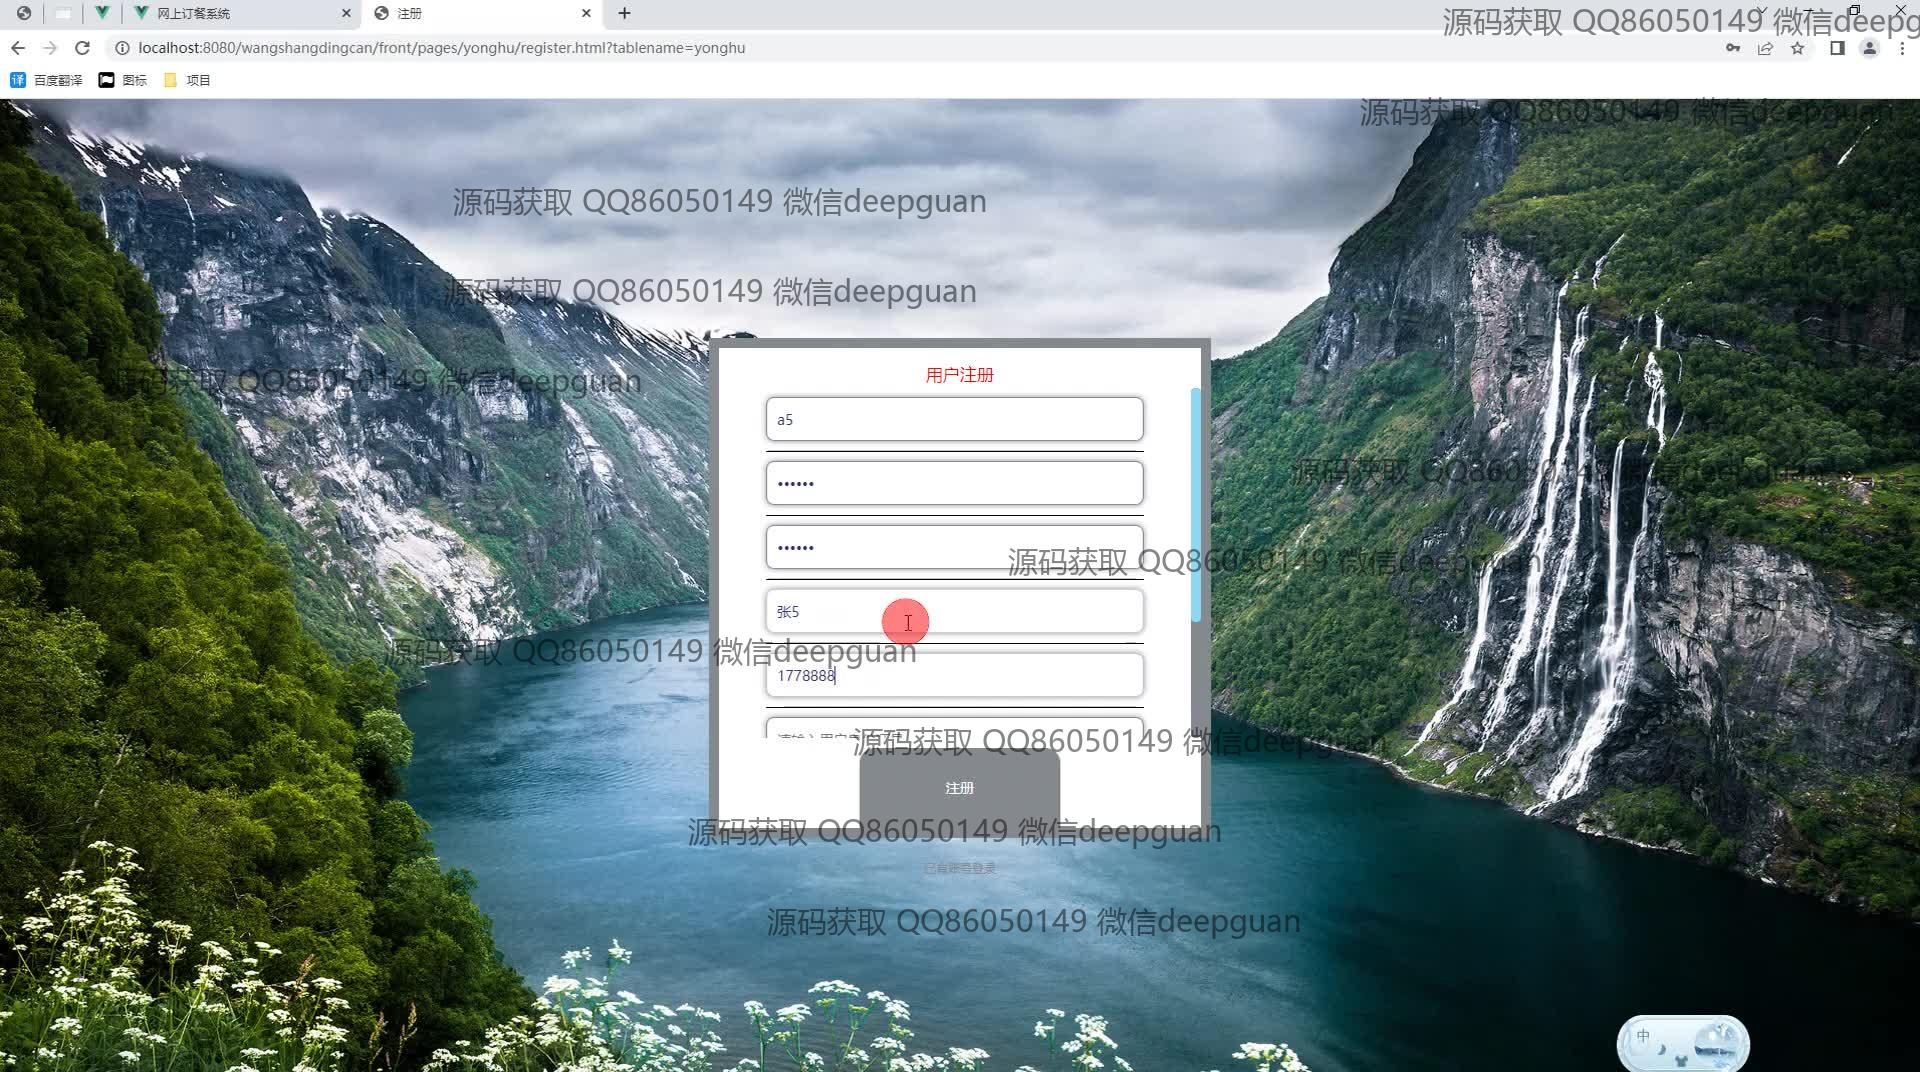 网上订餐系统
注册
源码获取 QQ86050149 微信deepg
localhost:8080/wangshangdingcan/front/pages/yonghu/register.html?tablename=yonghu
译 百度翻译
图标
项目
源码获取 QQ86050149 微信deepguan
源码获取 QQ86050149 微信deepguan
源码获取 QQ86050149 微信deepguan
用户注册
源码获取 QQ86050149 微信deepguan
a5
••••••
源码获取 QQ86050149 微信deepguan
••••••
源码获取 QQ86050149 微信deepguan
张5
源码获取 QQ86050149 微信deepguan
1778888
源码获取 QQ86050149 微信deepguan
注册
源码获取 QQ86050149 微信deepguan
已有账号登录
源码获取 QQ86050149 微信deepguan
中